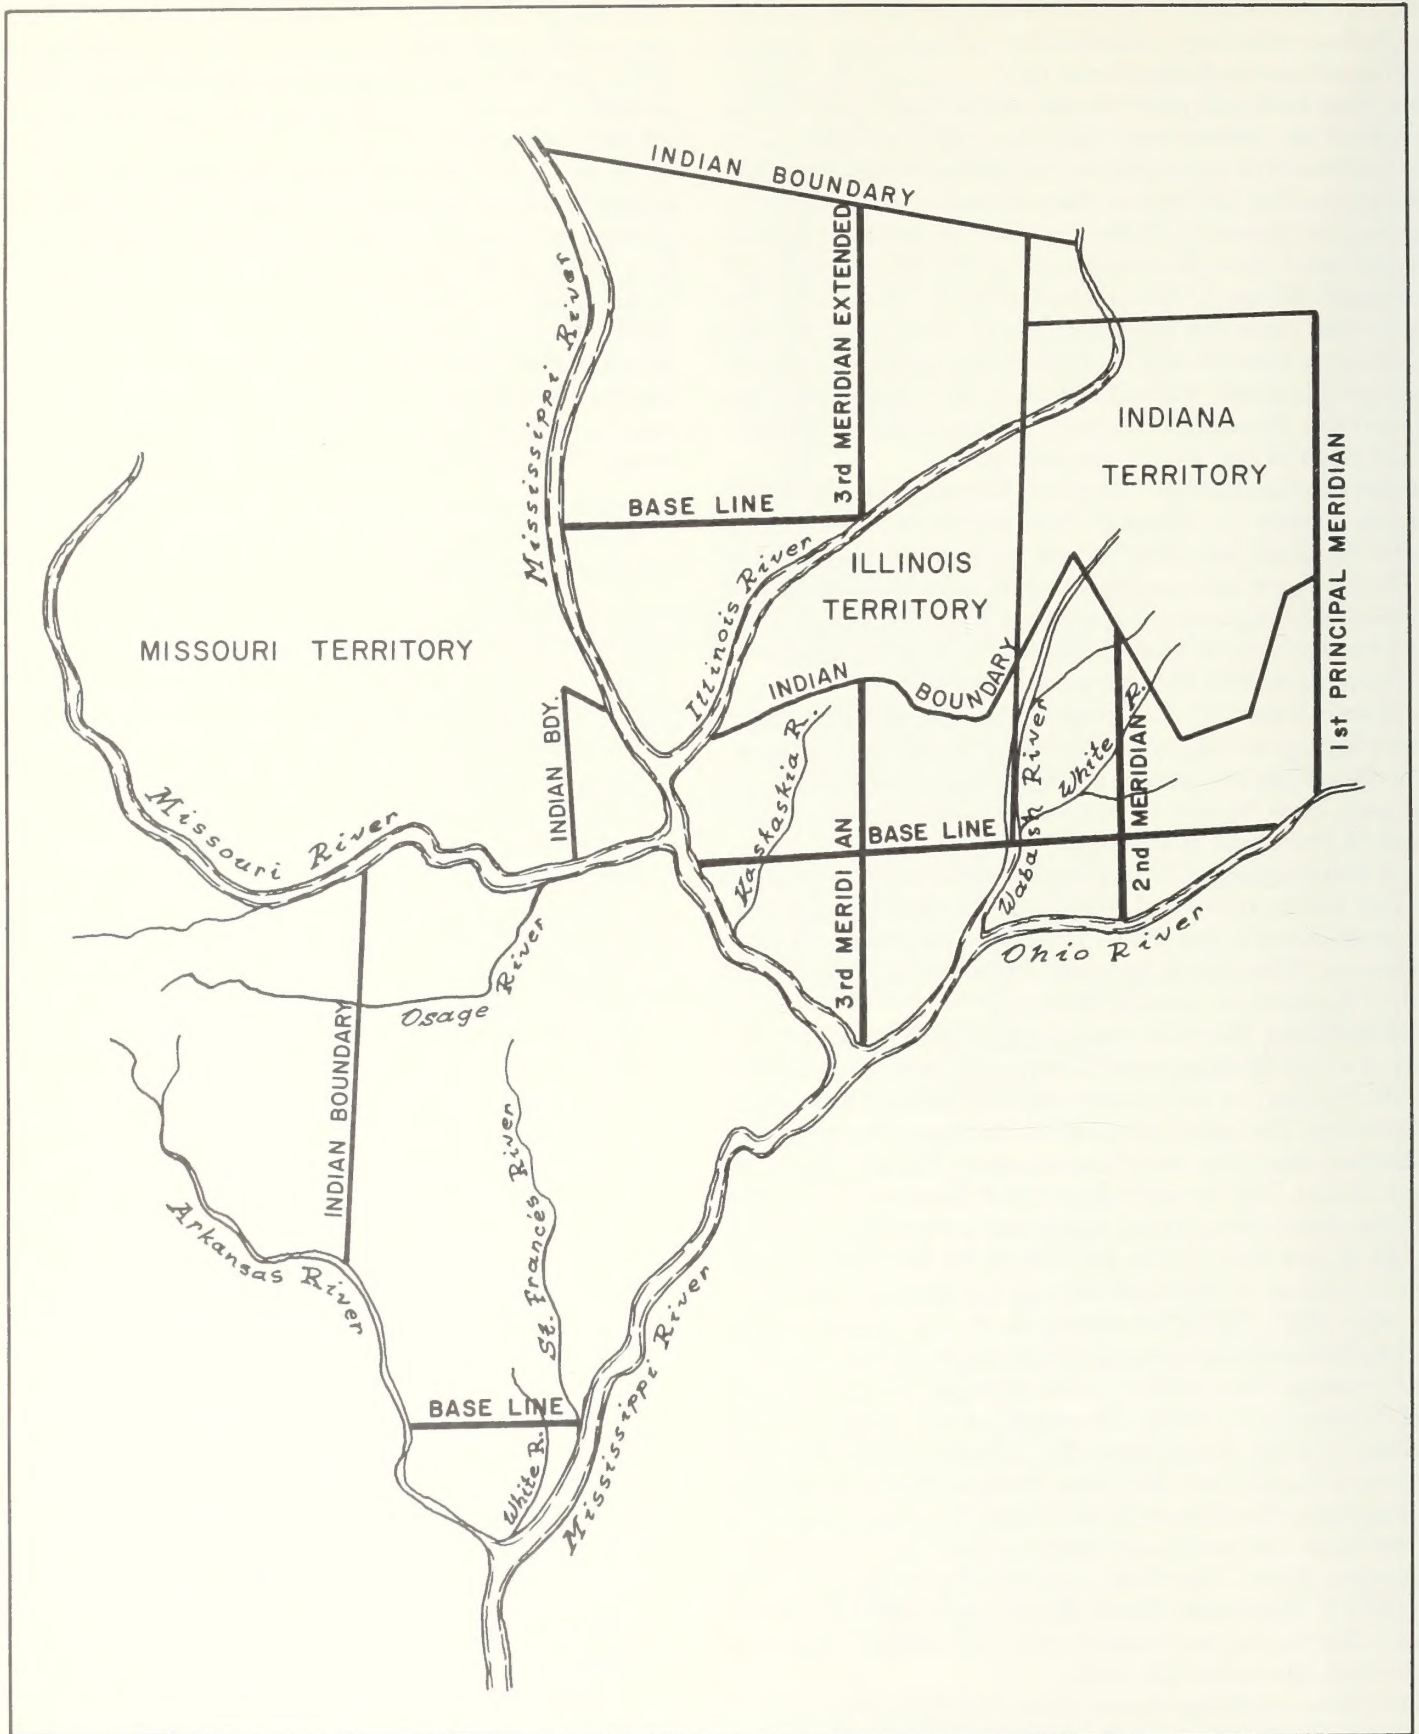 INDIAN BOUNDARY
3rd MERIDIAN EXTENDED
Mississippi River
INDIANA
TERRITORY
1st PRINCIPAL MERIDIAN
BASE LINE
Illinois River
ILLINOIS
TERRITORY
MISSOURI TERRITORY
INDIAN BOUNDARY
INDIAN BDY.
Kaskaskia R.
Wabash River
White R.
2nd MERIDIAN
Missouri River
BASE LINE
3rd MERIDIAN
Ohio River
Osage River
INDIAN BOUNDARY
St. Francés River
Arkansas River
Mississippi River
BASE LINE
White R.